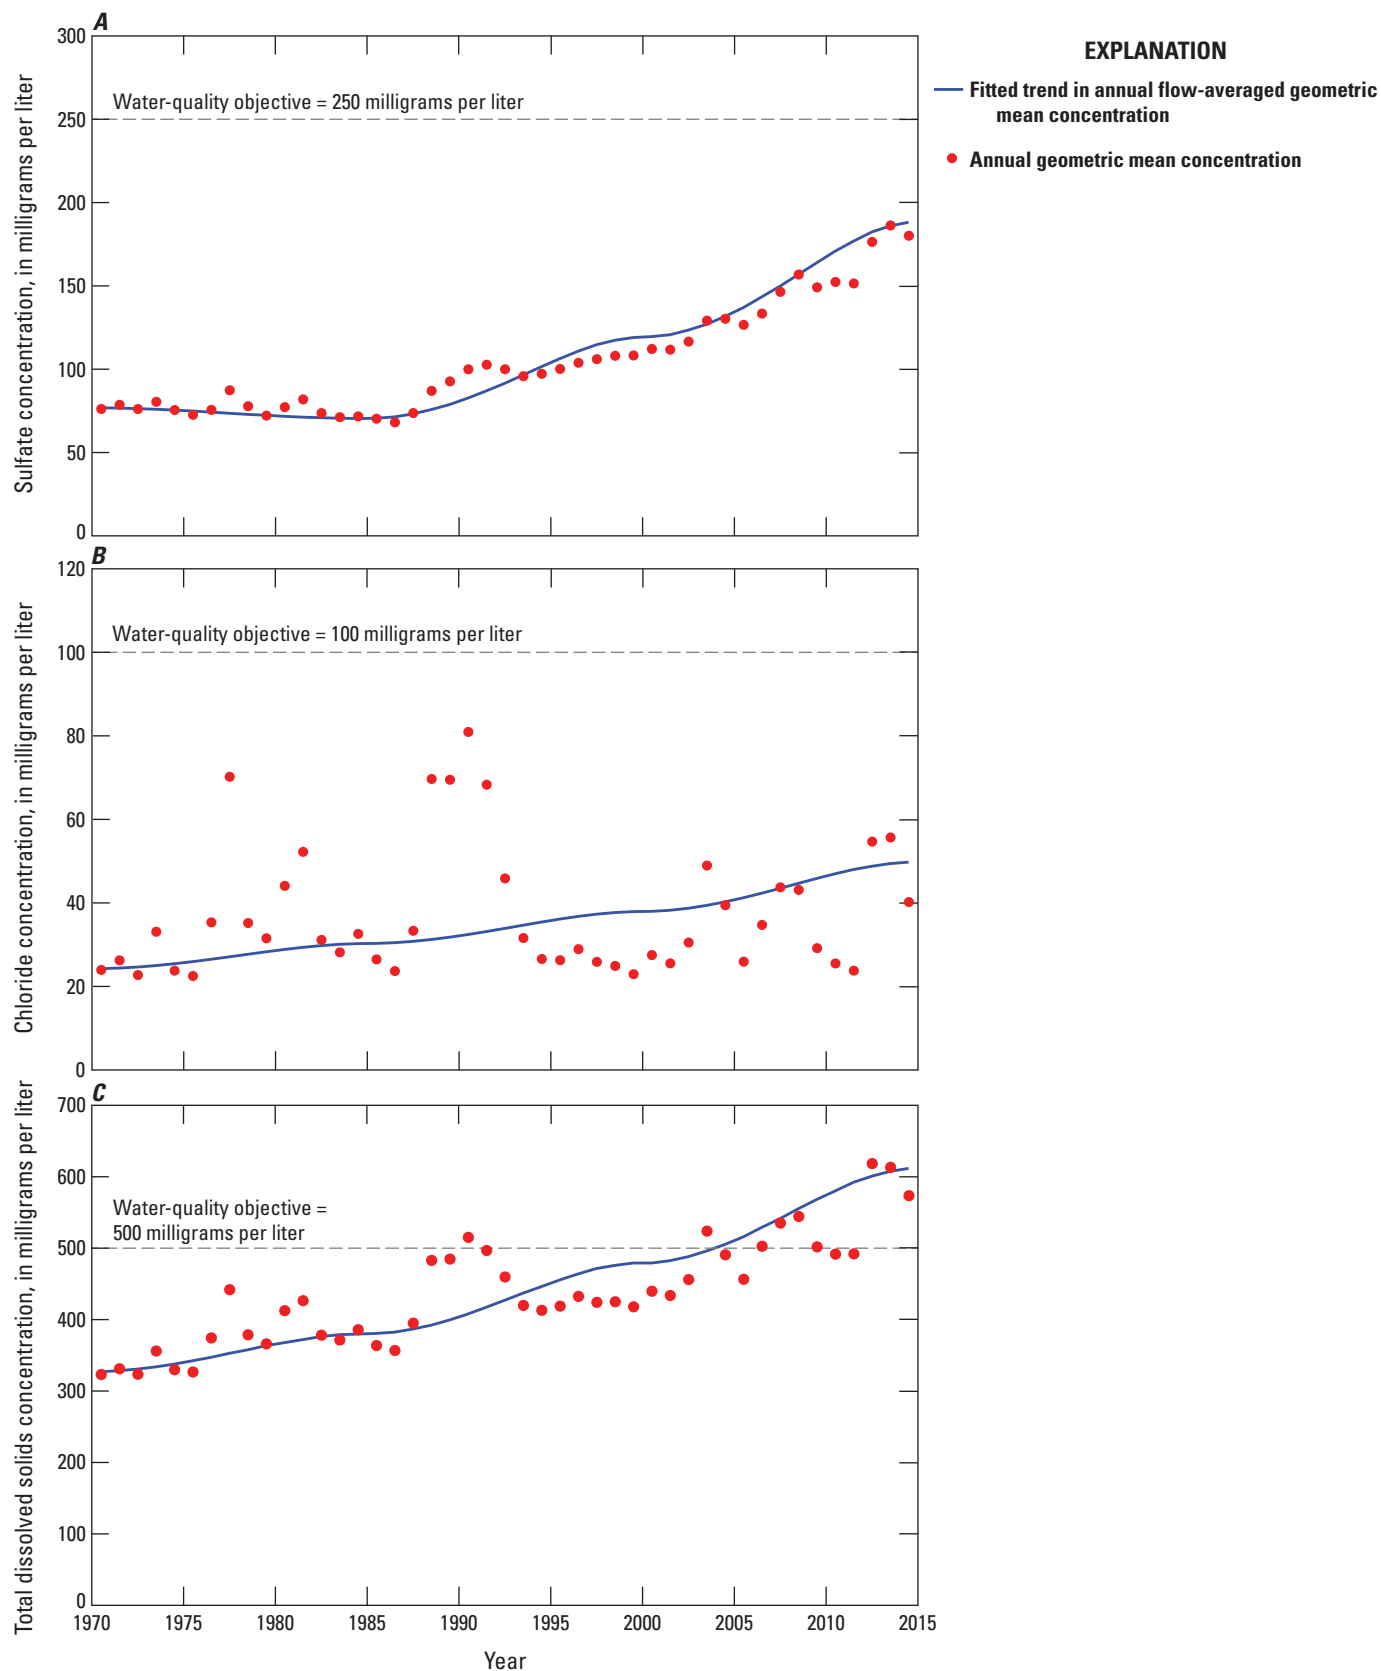 A
300
250
200
150
100
50
0
Sulfate concentration, in milligrams per liter
Water-quality objective = 250 milligrams per liter
EXPLANATION
Fitted trend in annual flow-averaged geometric
mean concentration
Annual geometric mean concentration
B
120
100
80
60
40
20
0
Chloride concentration, in milligrams per liter
Water-quality objective = 100 milligrams per liter
C
700
600
500
400
300
200
100
0
Total dissolved solids concentration, in milligrams per liter
Water-quality objective =
500 milligrams per liter
1970 1975 1980 1985 1990 1995 2000 2005 2010 2015
Year